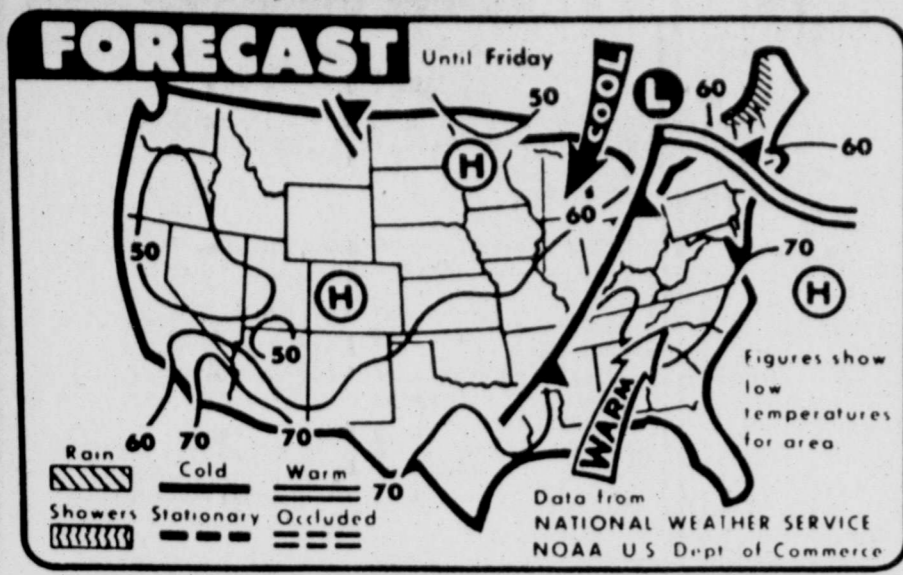 FORECAST
Until Friday
50
COOL
L
60
H
60
60
50
70
H
H
50
Figures show
low
temperatures
for area.
WARM
60
70
70
70
Rain
Cold
Warm
Showers
Stationary
Occluded
Data from
NATIONAL WEATHER SERVICE
NOAA US Dept of Commerce